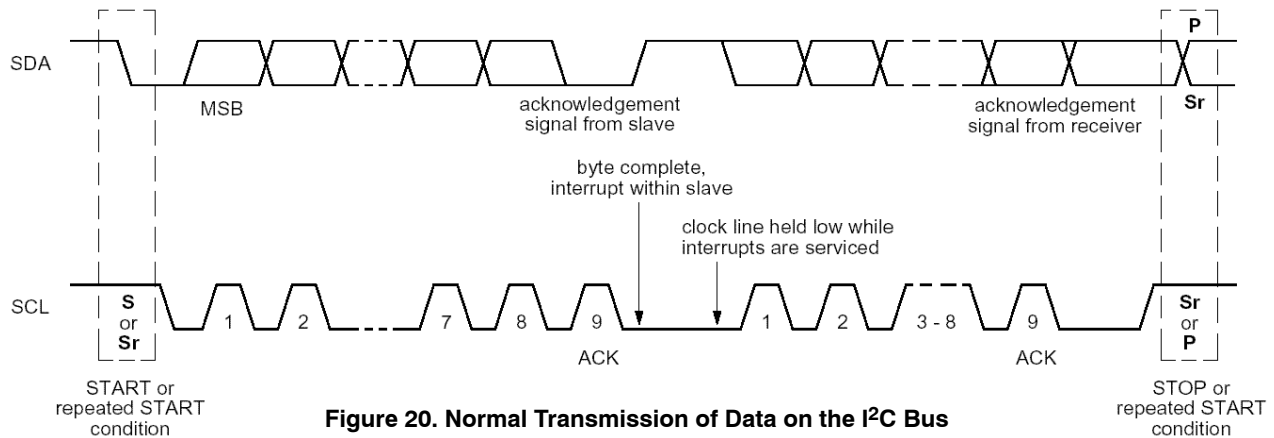 P
SDA
MSB
acknowledgement
signal from slave
acknowledgement
signal from receiver
Sr
byte complete,
interrupt within slave
clock line held low while
interrupts are serviced
SCL
S
or
Sr
1
2
7
8
9
1
2
3 - 8
9
Sr
or
P
ACK
ACK
START or
repeated START
condition
STOP or
repeated START
condition
Figure 20. Normal Transmission of Data on the I2C Bus